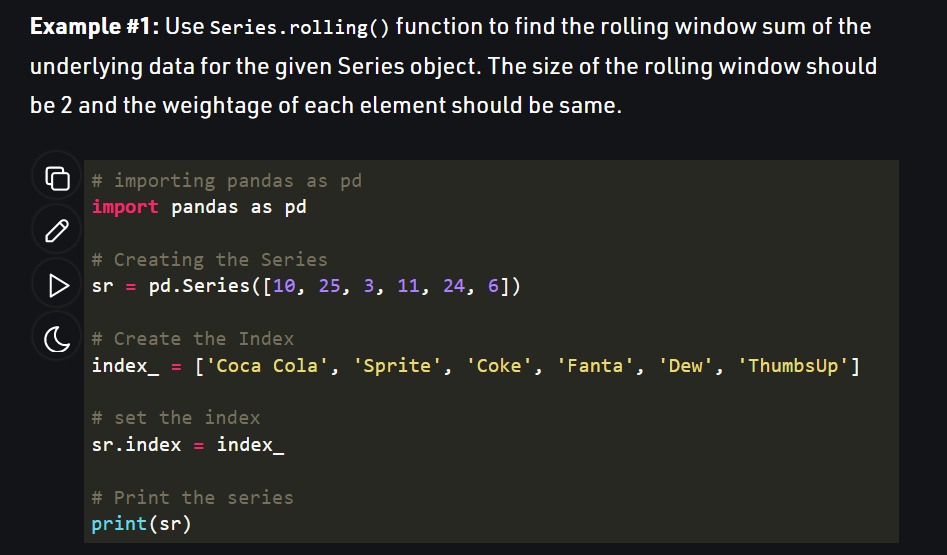 Example #1: Use Series.rolling() function to find the rolling window sum of the
underlying data for the given Series object. The size of the rolling window should
be 2 and the weightage of each element should be same.
# importing pandas as pd
import pandas as pd
# Creating the Series
sr = pd.Series([10, 25, 3, 11, 24, 6])
# Create the Index
index_ = ['Coca Cola', 'Sprite', 'Coke', 'Fanta', 'Dew', 'ThumbsUp']
# set the index
sr.index = index_
# Print the series
print(sr)